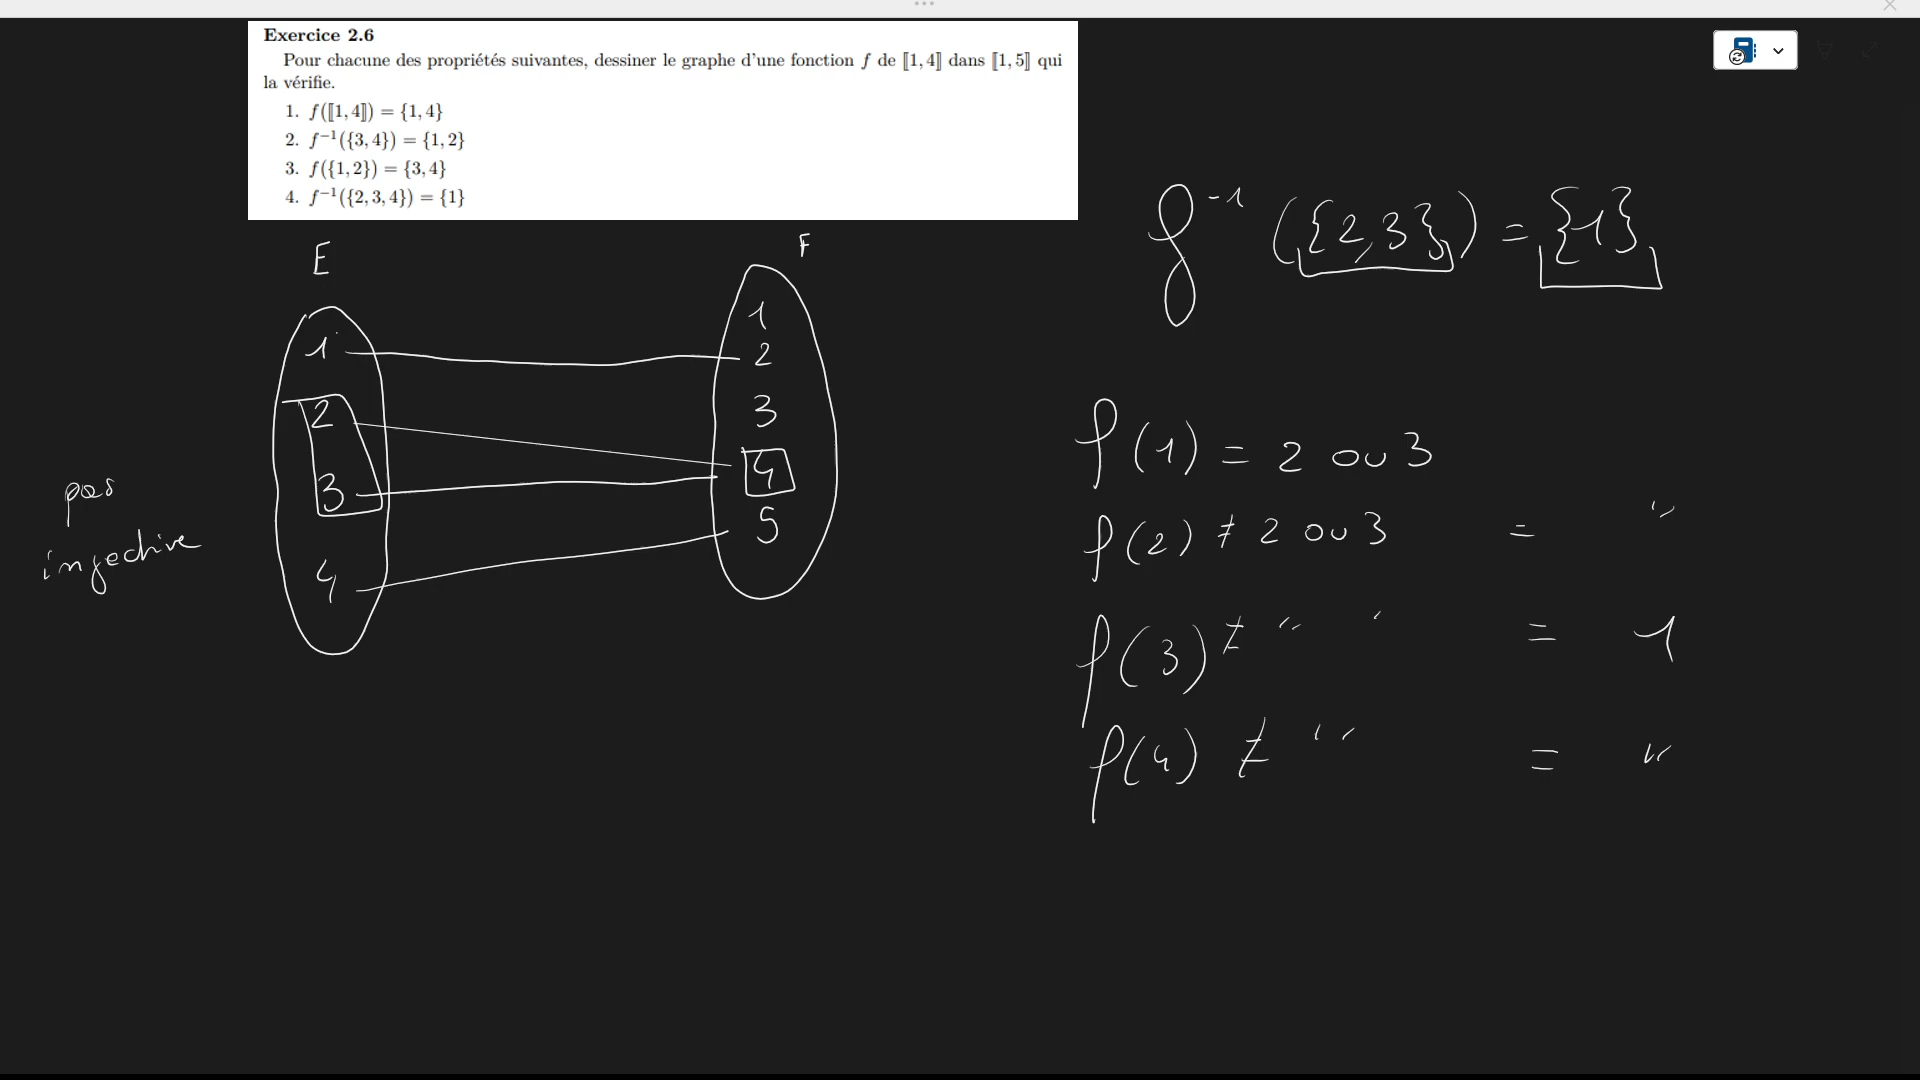 Exercice 2.6
Pour chacune des propriétés suivantes, dessiner le graphe d'une fonction f de ⟦1, 4⟧ dans ⟦1, 5⟧ qui
la vérifie.
1. f(⟦1, 4⟧) = {1, 4}
2. f⁻¹({3, 4}) = {1, 2}
3. f({1, 2}) = {3, 4}
4. f⁻¹({2, 3, 4}) = {1}
E
F
1
2
3
4
1
2
3
4
5
pas
injective
f⁻¹({2,3}) = {1}
f(1) = 2 ou 3
f(2) ≠ 2 ou 3 = "
f(3) ≠ " ' = 1
f(4) ≠ " = "